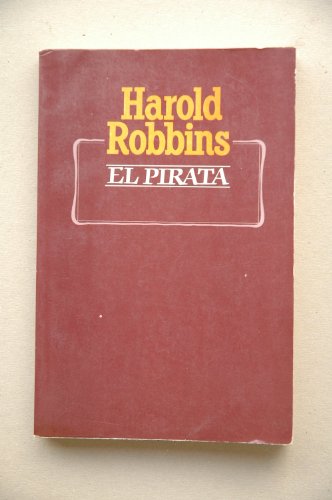 Harold
Robbins
EL PIRATA